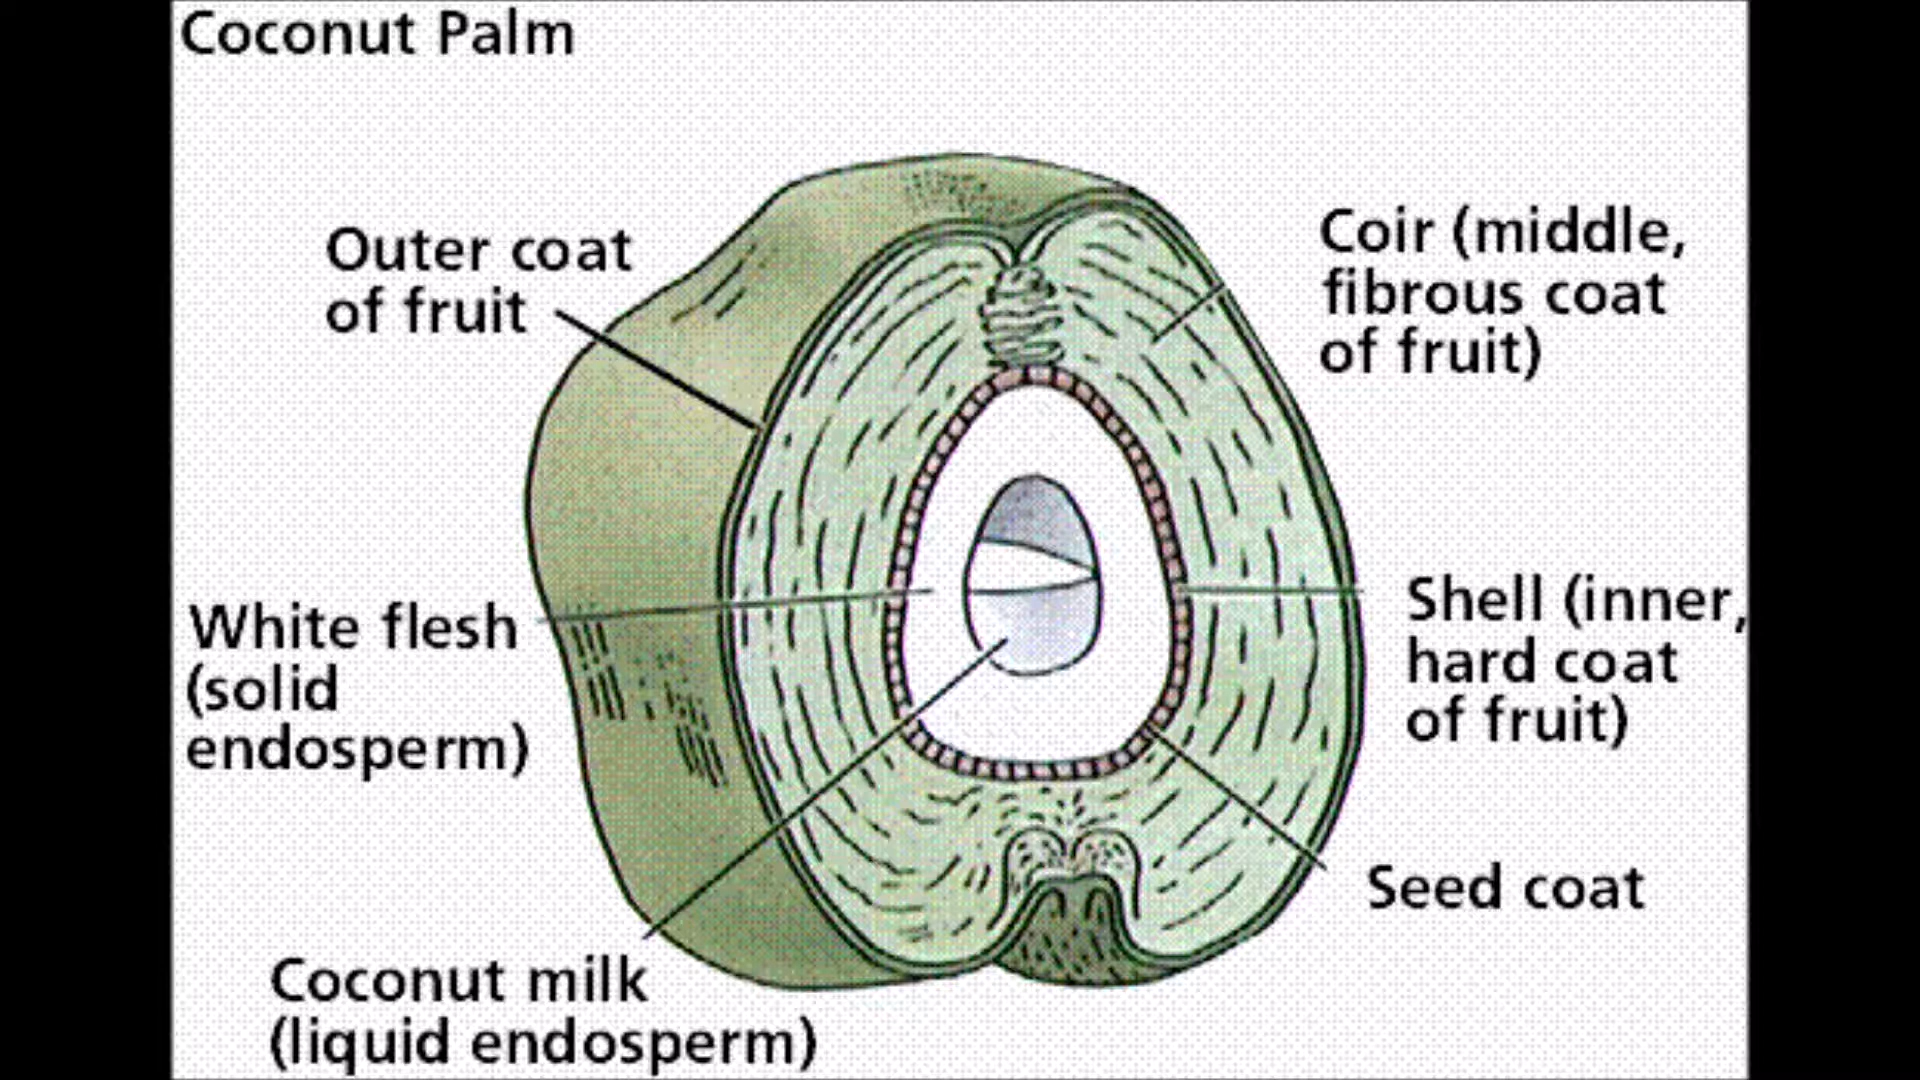 Coconut Palm
Outer coat
of fruit
Coir (middle,
fibrous coat
of fruit)
White flesh
(solid
endosperm)
Shell (inner,
hard coat
of fruit)
Seed coat
Coconut milk
(liquid endosperm)